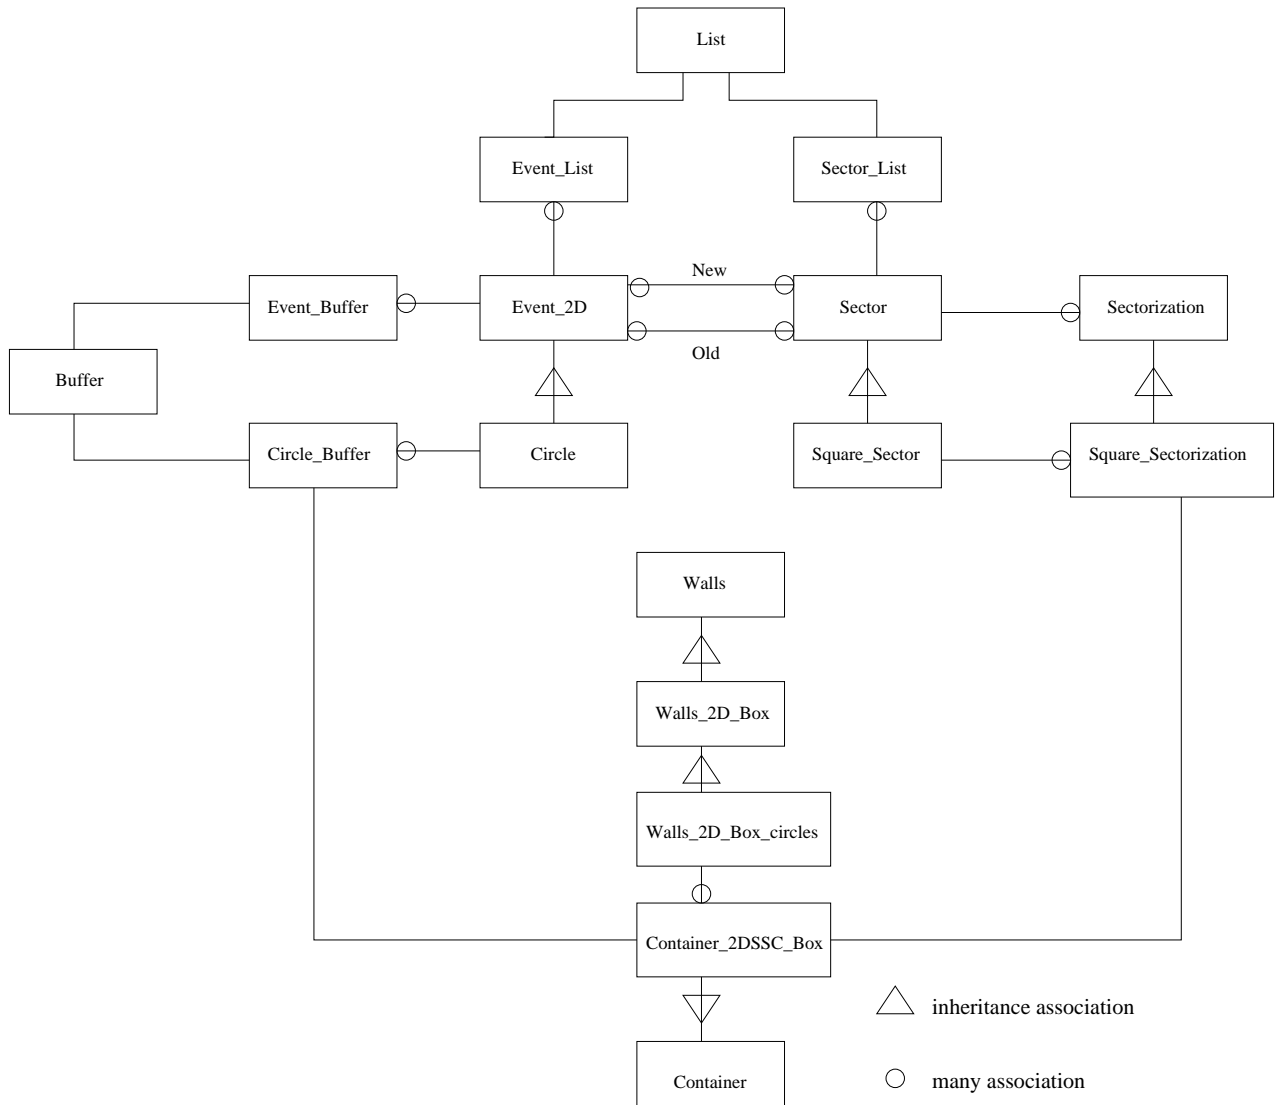 List
Event_List
Sector_List
New
Event_Buffer
Event_2D
Sector
Sectorization
Old
Buffer
Circle_Buffer
Circle
Square_Sector
Square_Sectorization
Walls
Walls_2D_Box
Walls_2D_Box_circles
Container_2DSSC_Box
inheritance association
Container
many association